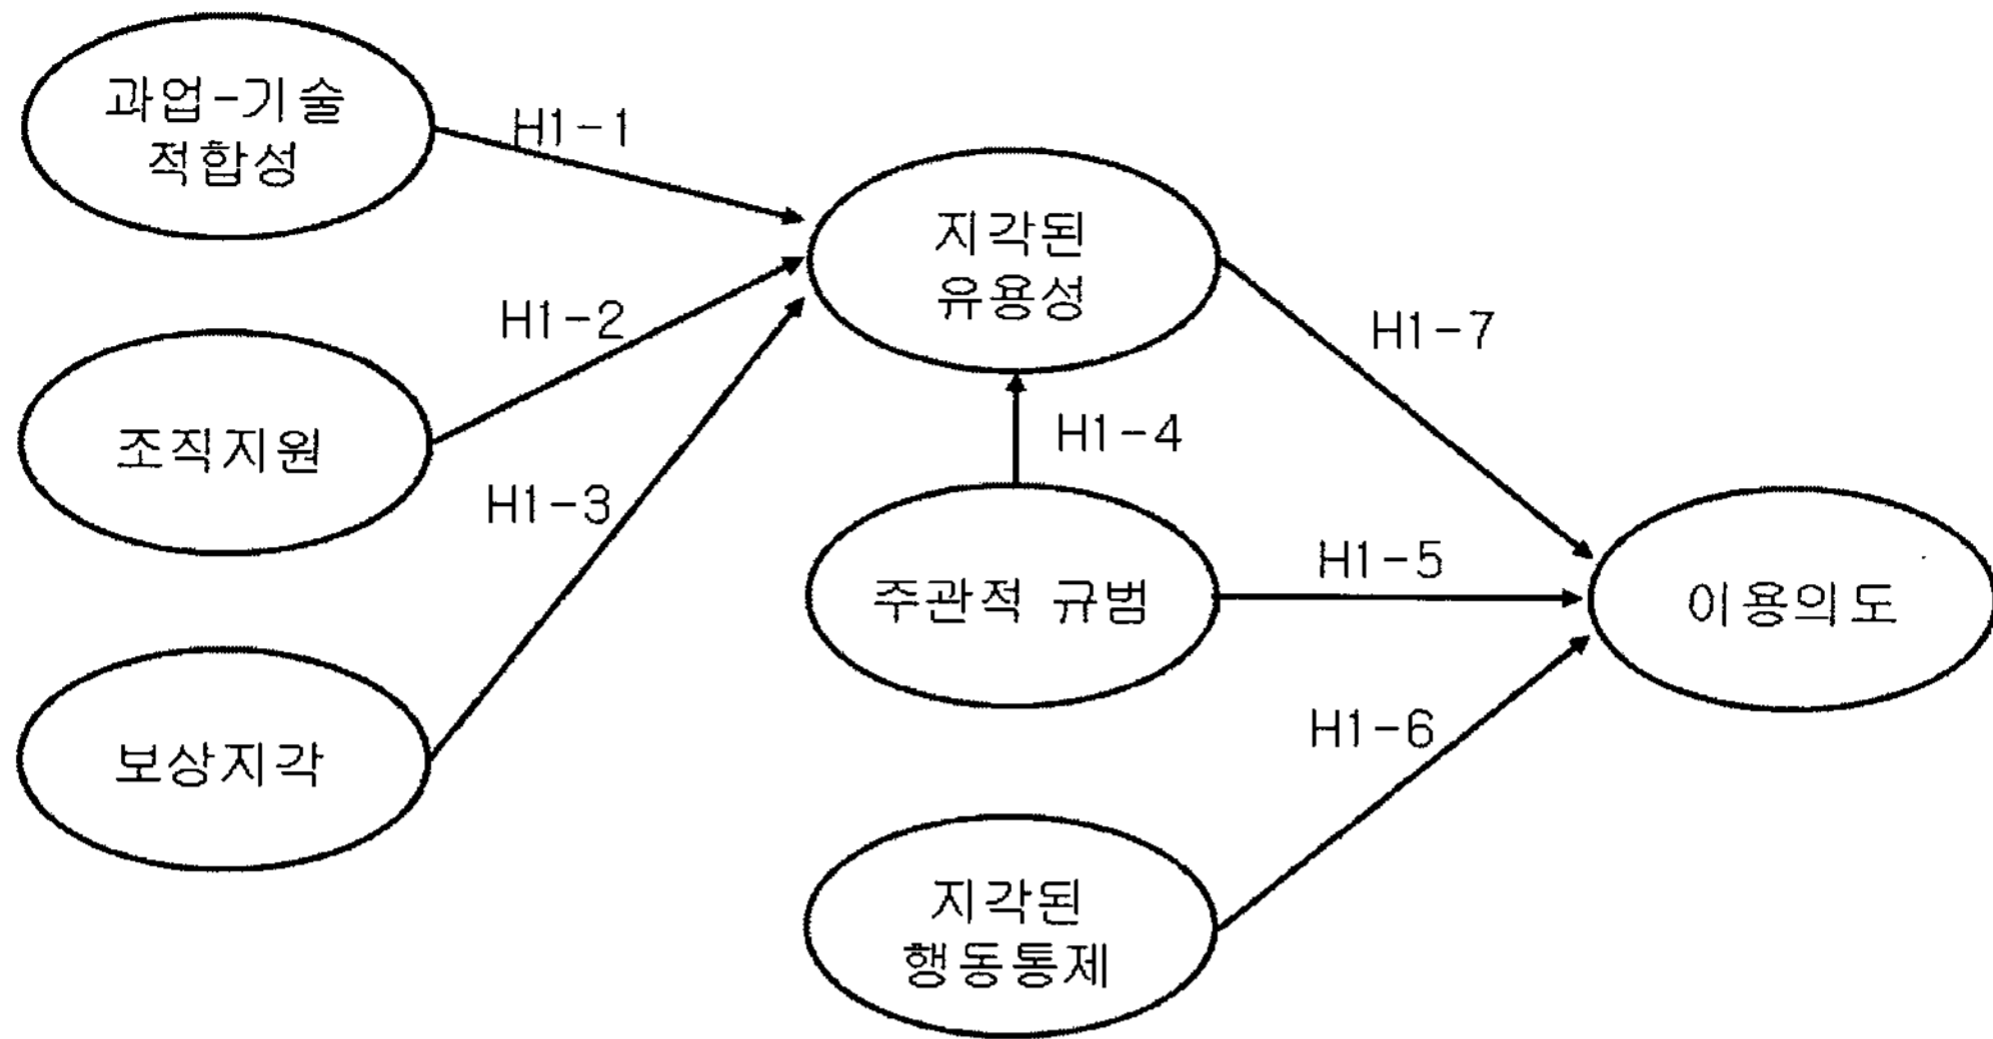 과업-기술
적합성
H1-1
지각된
유용성
H1-2
H1-7
조직지원
H1-4
H1-3
주관적 규범
H1-5
이용의도
보상지각
H1-6
지각된
행동통제